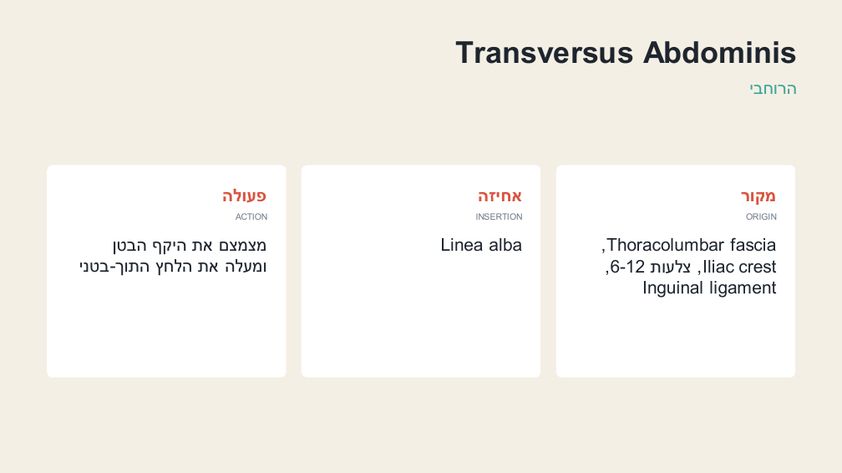 Transversus Abdominis
הרוחבי
מקור
ORIGIN
Thoracolumbar fascia,
Iliac crest, צלעות 6-12,
Inguinal ligament
אחיזה
INSERTION
Linea alba
פעולה
ACTION
מצמצם את היקף הבטן
ומעלה את הלחץ התוך-בטני